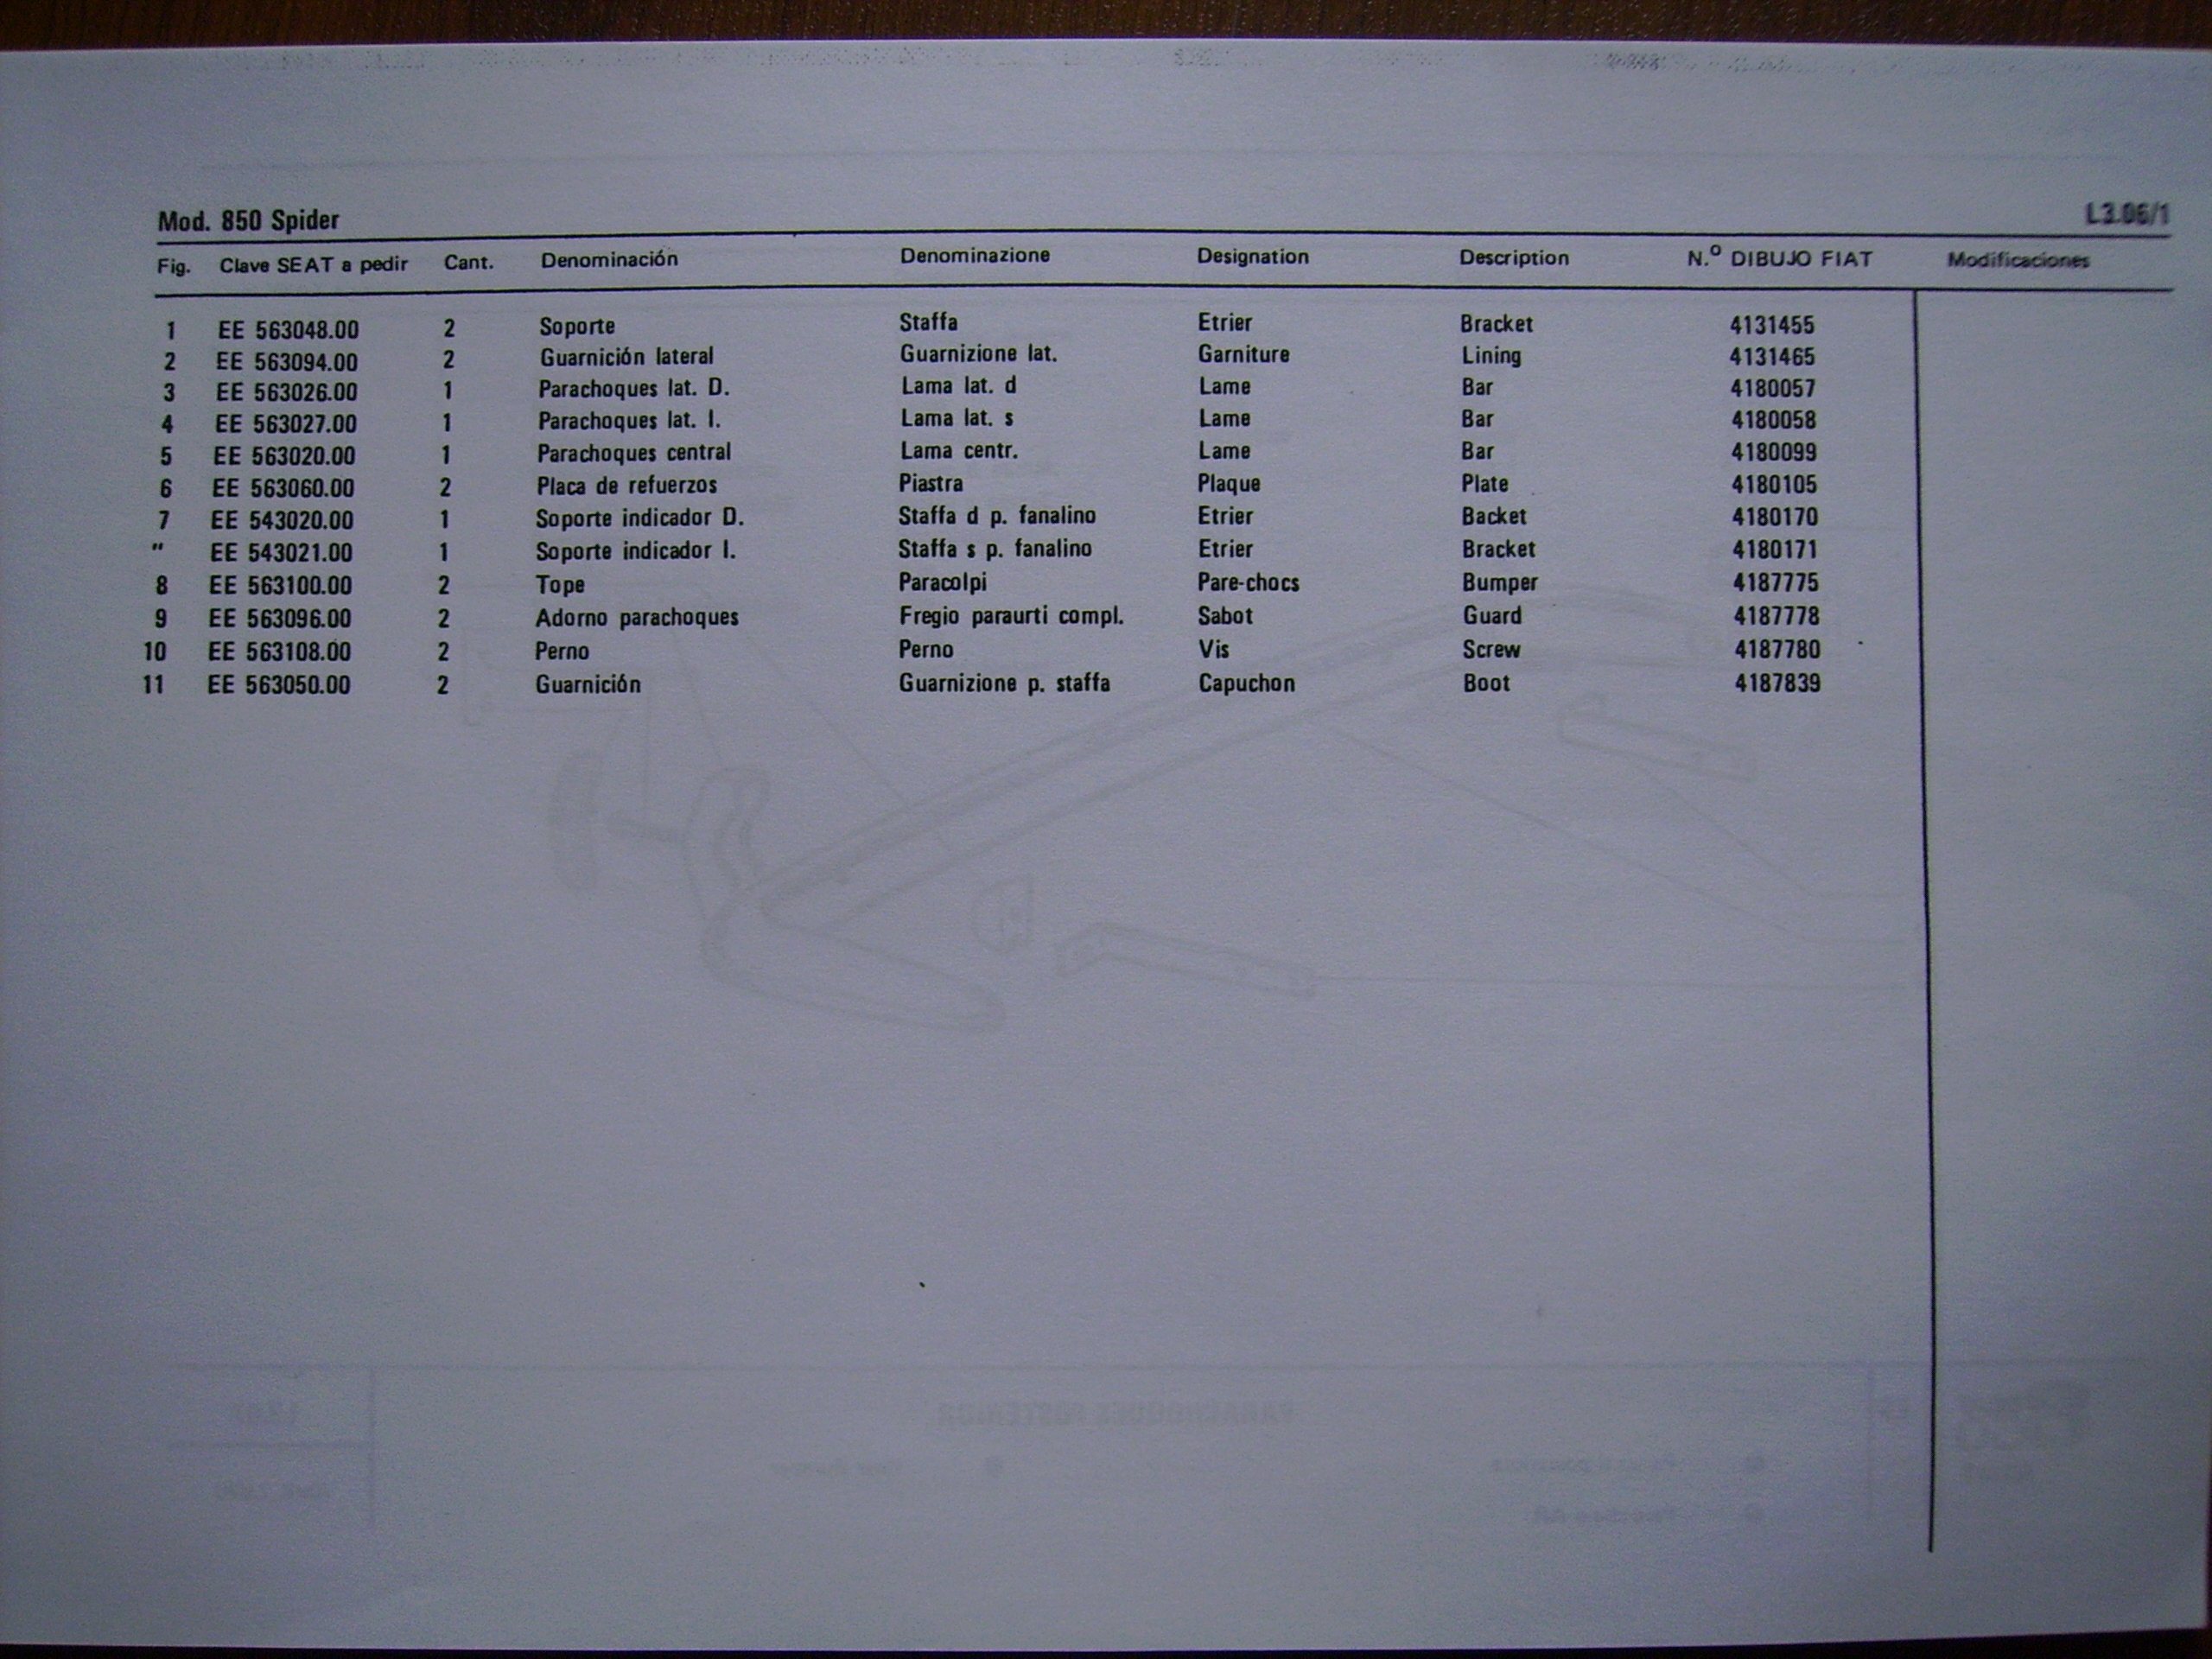 Mod. 850 Spider L3.06/1
Fig. Clave SEAT a pedir Cant. Denominación Denominazione Designation Description N.º DIBUJO FIAT Modificaciones
1 EE 563048.00 2 Soporte Staffa Etrier Bracket 4131455
2 EE 563094.00 2 Guarnición lateral Guarnizione lat. Garniture Lining 4131465
3 EE 563026.00 1 Parachoques lat. D. Lama lat. d Lame Bar 4180057
4 EE 563027.00 1 Parachoques lat. I. Lama lat. s Lame Bar 4180058
5 EE 563020.00 1 Parachoques central Lama centr. Lame Bar 4180099
6 EE 563060.00 2 Placa de refuerzos Piastra Plaque Plate 4180105
7 EE 543020.00 1 Soporte indicador D. Staffa d p. fanalino Etrier Backet 4180170
" EE 543021.00 1 Soporte indicador I. Staffa s p. fanalino Etrier Bracket 4180171
8 EE 563100.00 2 Tope Paracolpi Pare-chocs Bumper 4187775
9 EE 563096.00 2 Adorno parachoques Fregio paraurti compl. Sabot Guard 4187778
10 EE 563108.00 2 Perno Perno Vis Screw 4187780
11 EE 563050.00 2 Guarnición Guarnizione p. staffa Capuchon Boot 4187839
PARACHOQUES POSTERIOR